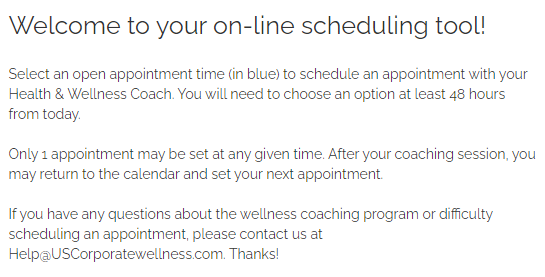 Welcome to your on-line scheduling tool!
Select an open appointment time (in blue) to schedule an appointment with your
Health & Wellness Coach. You will need to choose an option at least 48 hours
from today.
Only 1 appointment may be set at any given time. After your coaching session, you
may return to the calendar and set your next appointment.
If you have any questions about the wellness coaching program or difficulty
scheduling an appointment, please contact us at
Help@USCorporatewellness.com. Thanks!